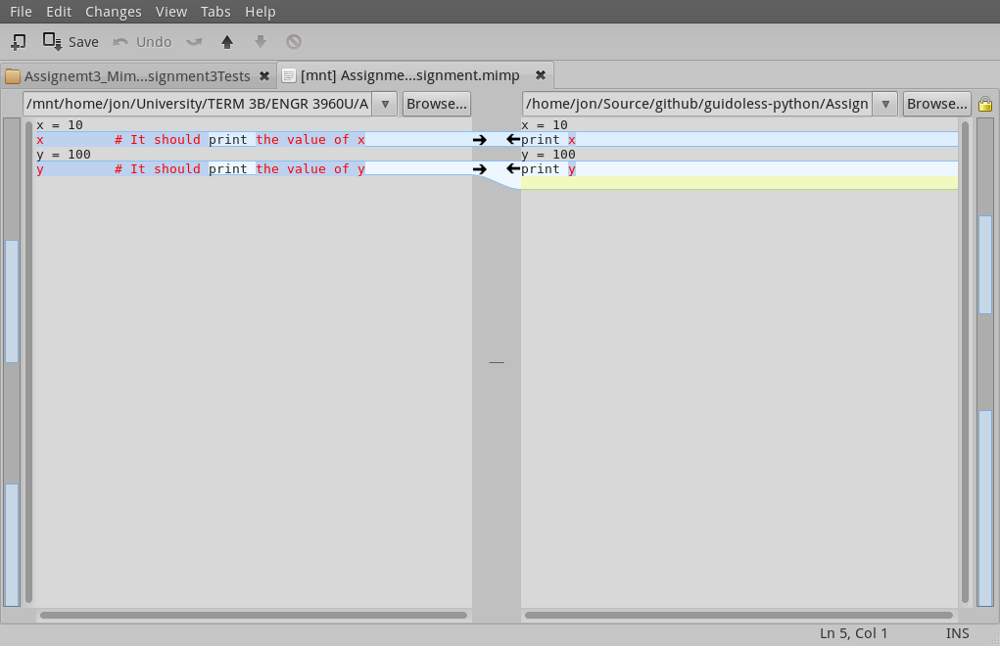 File Edit Changes View Tabs Help
Save Undo
Assignemt3_Mim...signment3Tests [mnt] Assignme...signment.mimp
/mnt/home/jon/University/TERM 3B/ENGR 3960U/A Browse... /home/jon/Source/github/guidoless-python/Assign Browse...
x = 10
x # It should print the value of x
y = 100
y # It should print the value of y
x = 10
print x
y = 100
print y
Ln 5, Col 1 INS